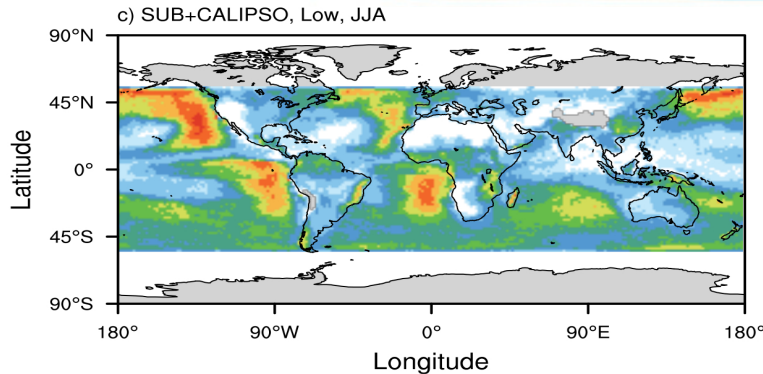 c) SUB+CALIPSO, Low, JJA
90°N
45°N
0°
45°S
90°S
Latitude
180° 90°W 0° 90°E 180°
Longitude